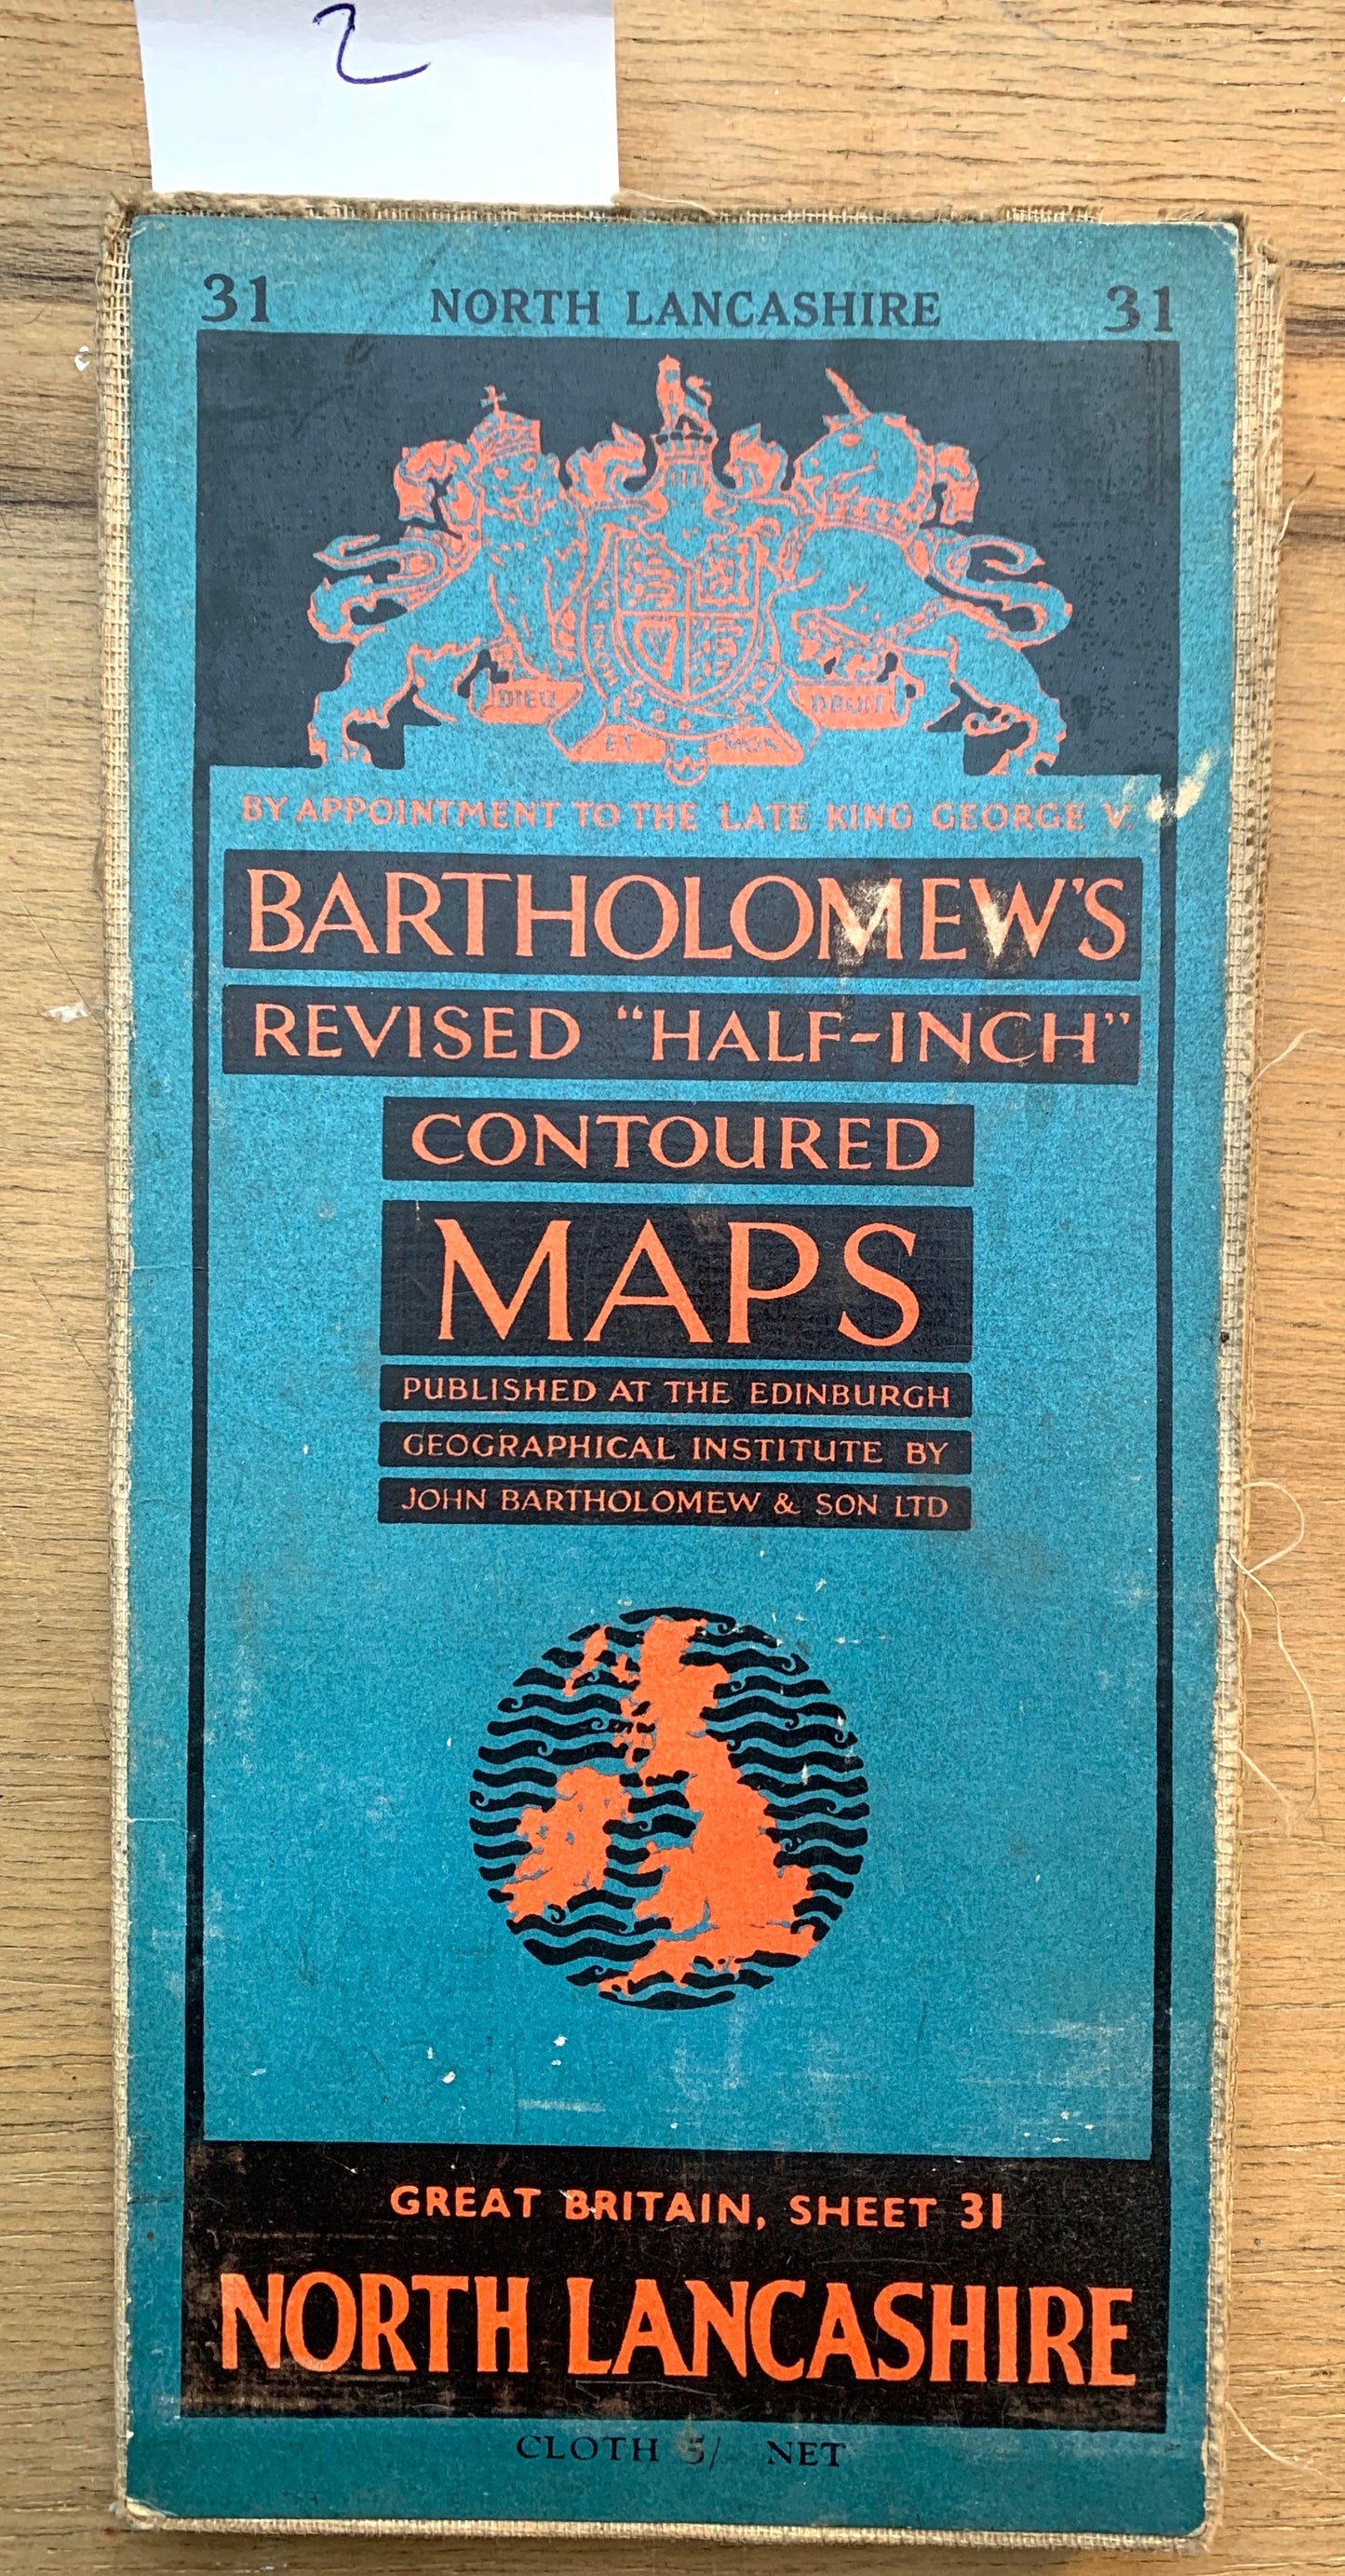 2
31 NORTH LANCASHIRE 31
DIEU ET MON DROIT
BY APPOINTMENT TO THE LATE KING GEORGE V.
BARTHOLOMEW'S
REVISED “HALF-INCH”
CONTOURED
MAPS
PUBLISHED AT THE EDINBURGH
GEOGRAPHICAL INSTITUTE BY
JOHN BARTHOLOMEW & SON LTD
GREAT BRITAIN, SHEET 31
NORTH LANCASHIRE
CLOTH 5/ NET